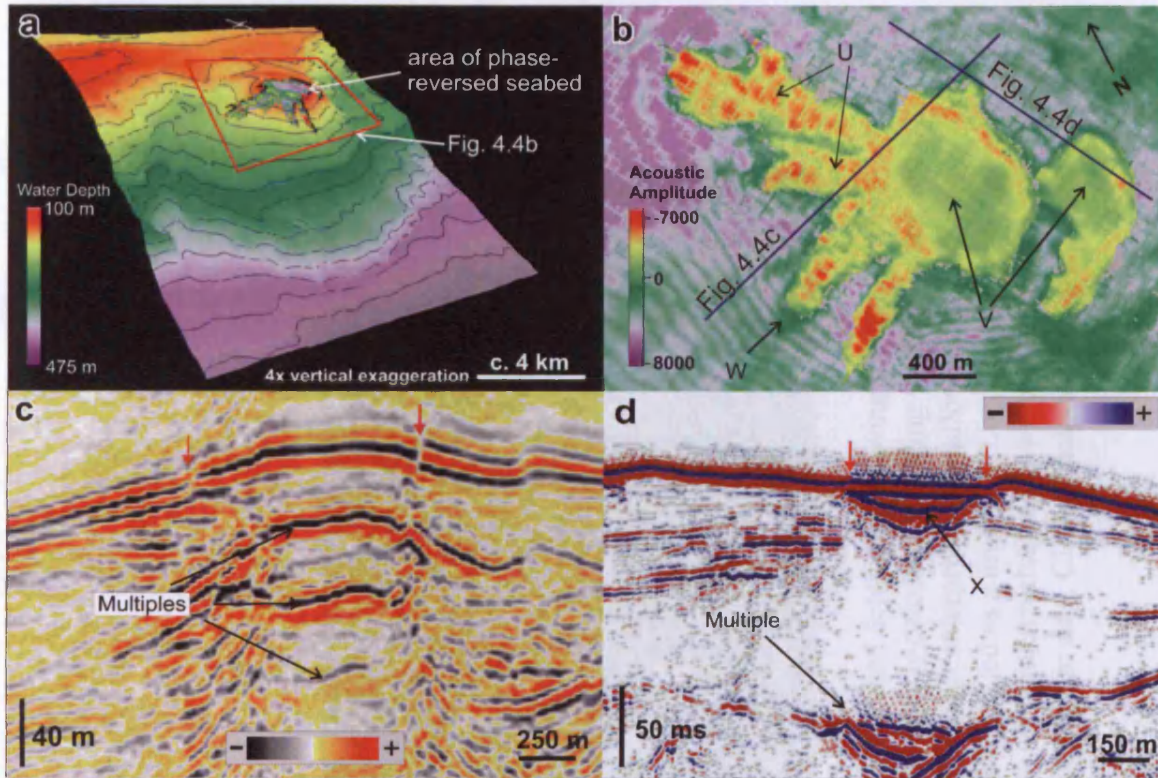 a
area of phase-
reversed seabed
Fig. 4.4b
Water Depth
100 m
475 m
4x vertical exaggeration
c. 4 km
b
U
N
Fig. 4.4d
Acoustic
Amplitude
-7000
0
8000
Fig. 4.4c
V
W
400 m
c
Multiples
40 m
- +
250 m
d
- +
X
Multiple
50 ms
150 m